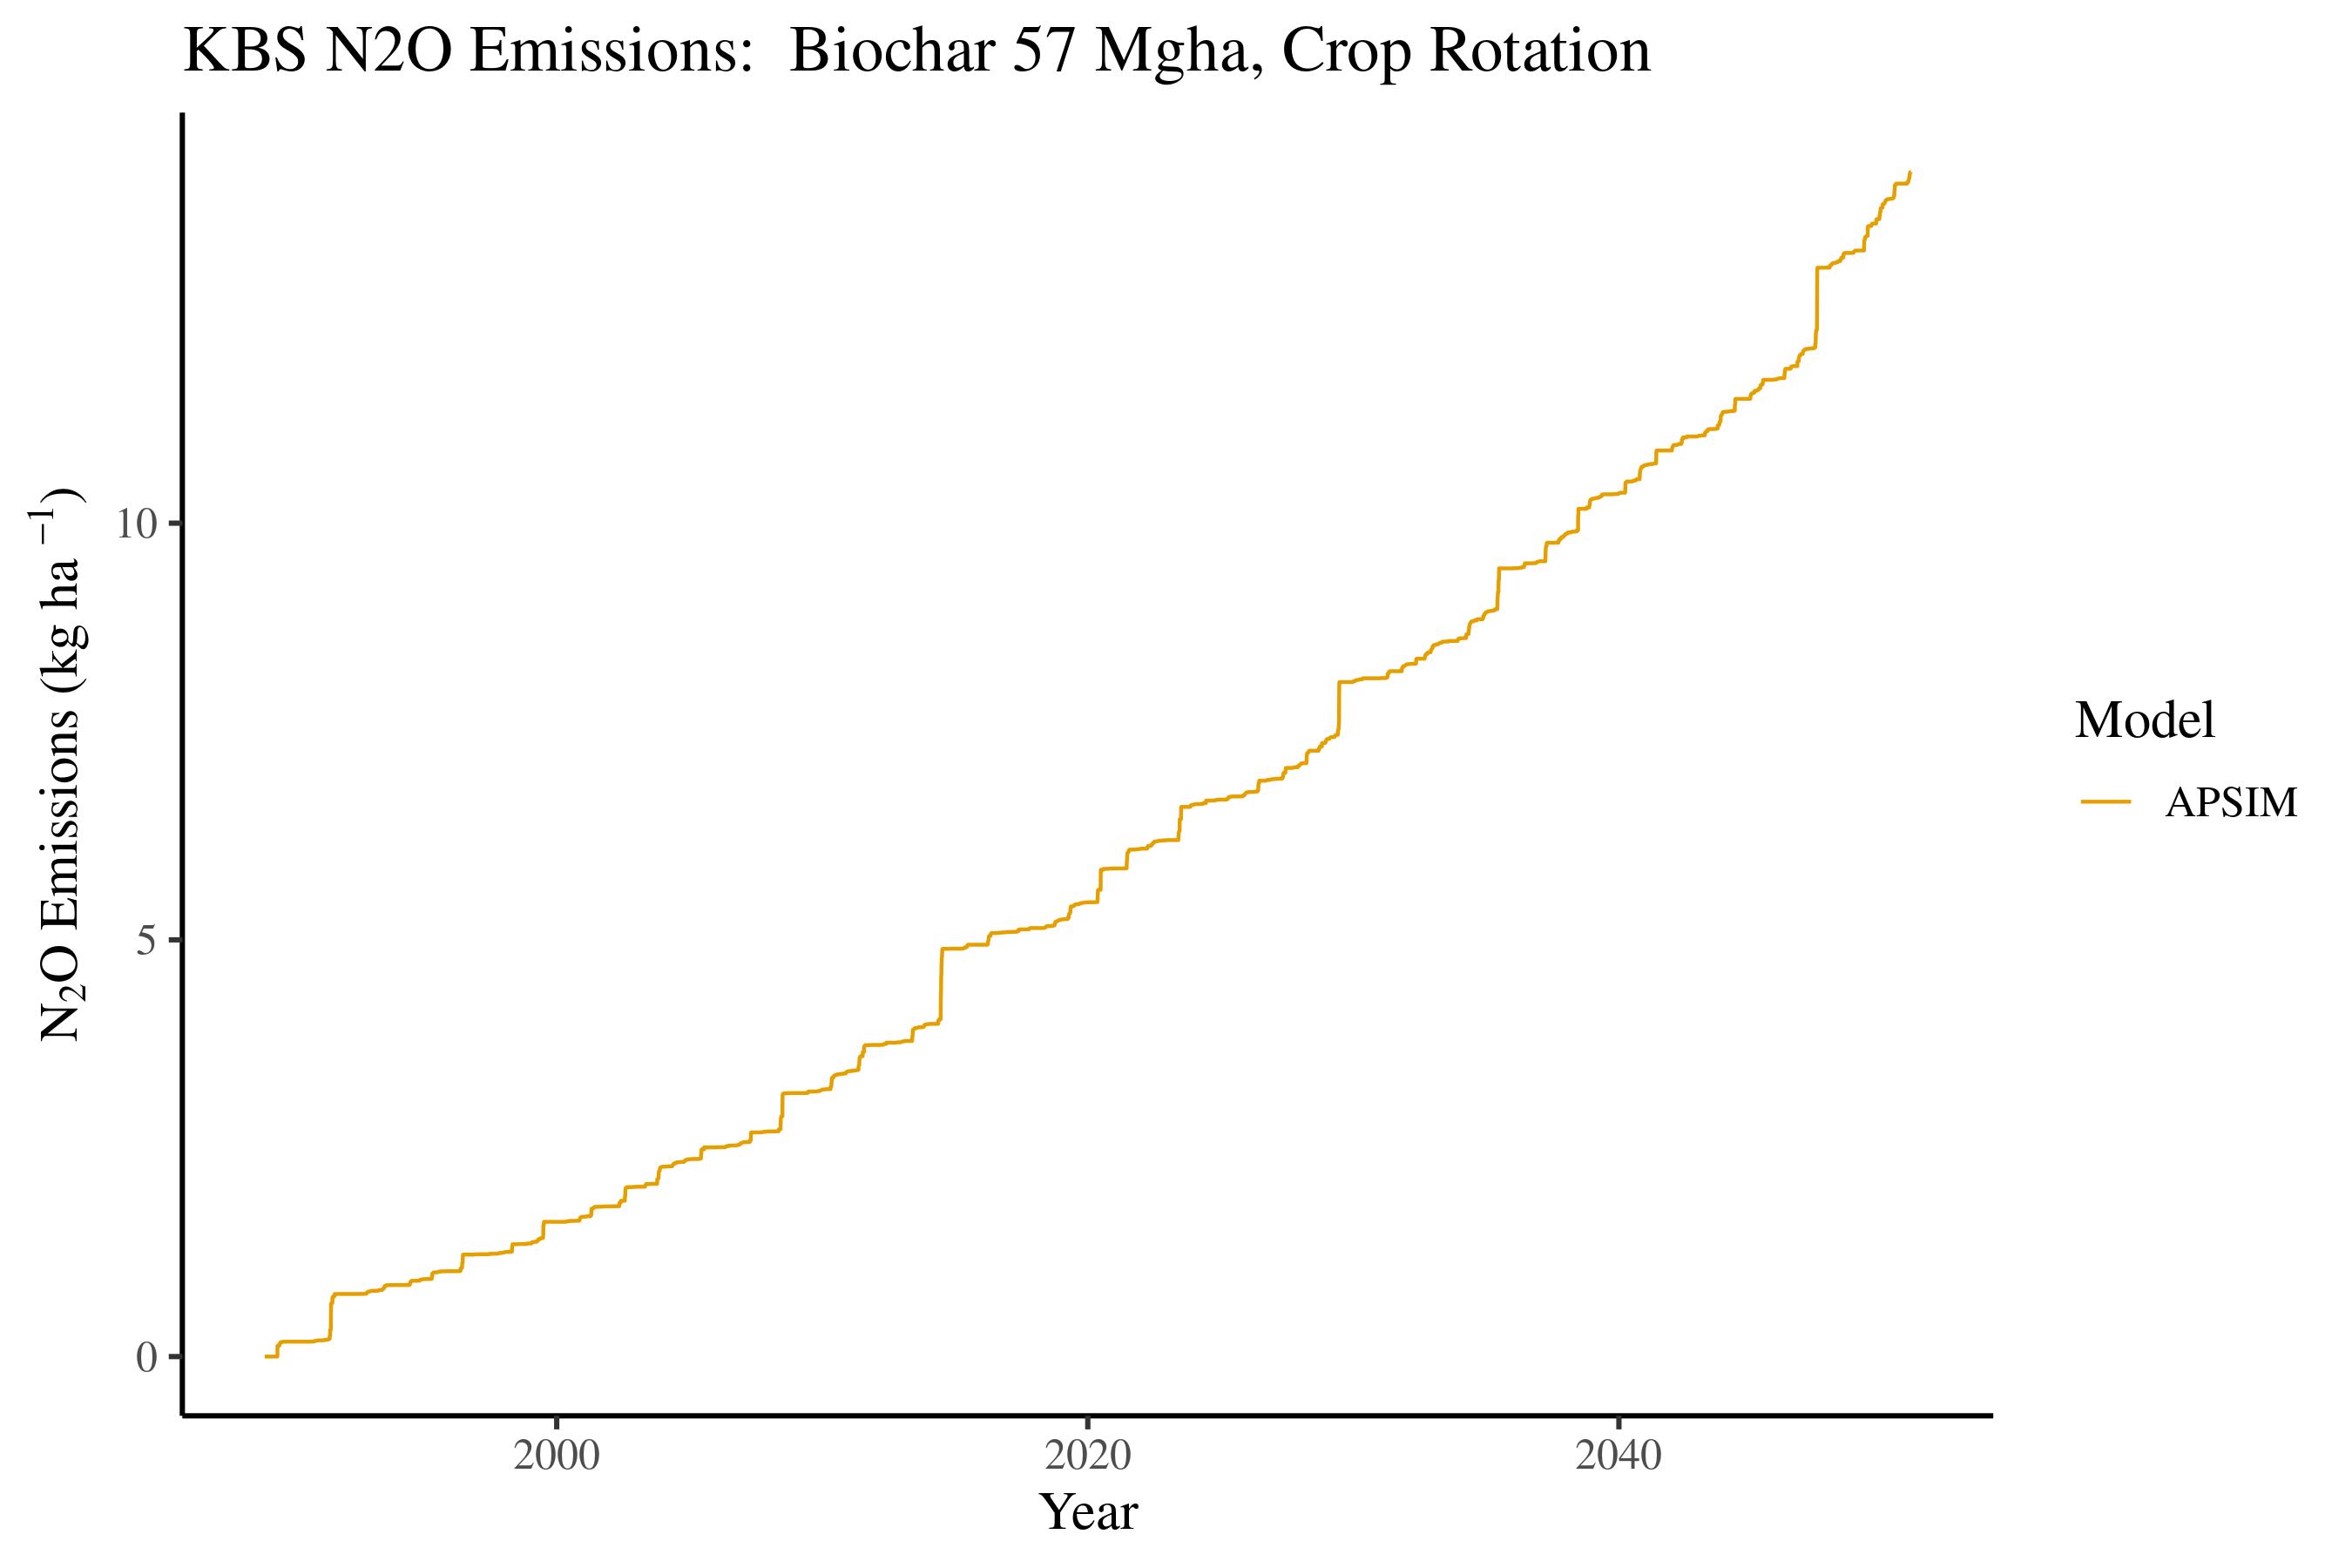 KBS N2O Emissions:  Biochar 57 Mgha, Crop Rotation
N₂O Emissions (kg ha ⁻¹)
10
5
0
2000 2020 2040
Year
Model
APSIM